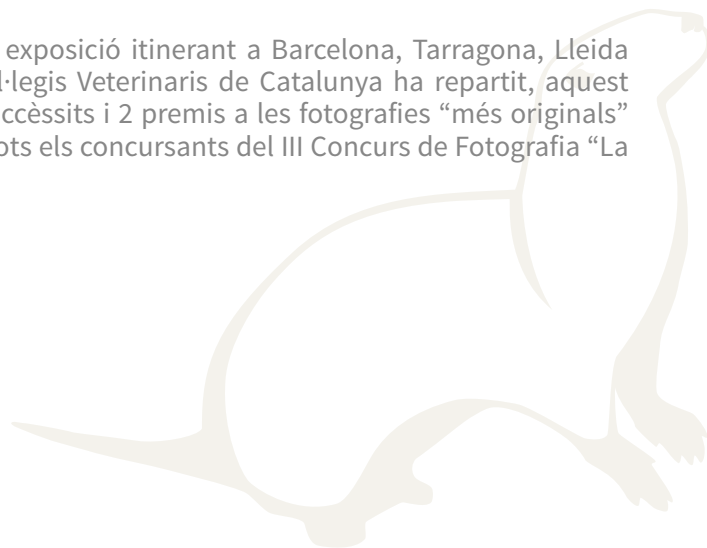 exposició itinerant a Barcelona, Tarragona, Lleida
l·legis Veterinaris de Catalunya ha repartit, aquest
ccèssits i 2 premis a les fotografies “més originals”
ots els concursants del III Concurs de Fotografia “La